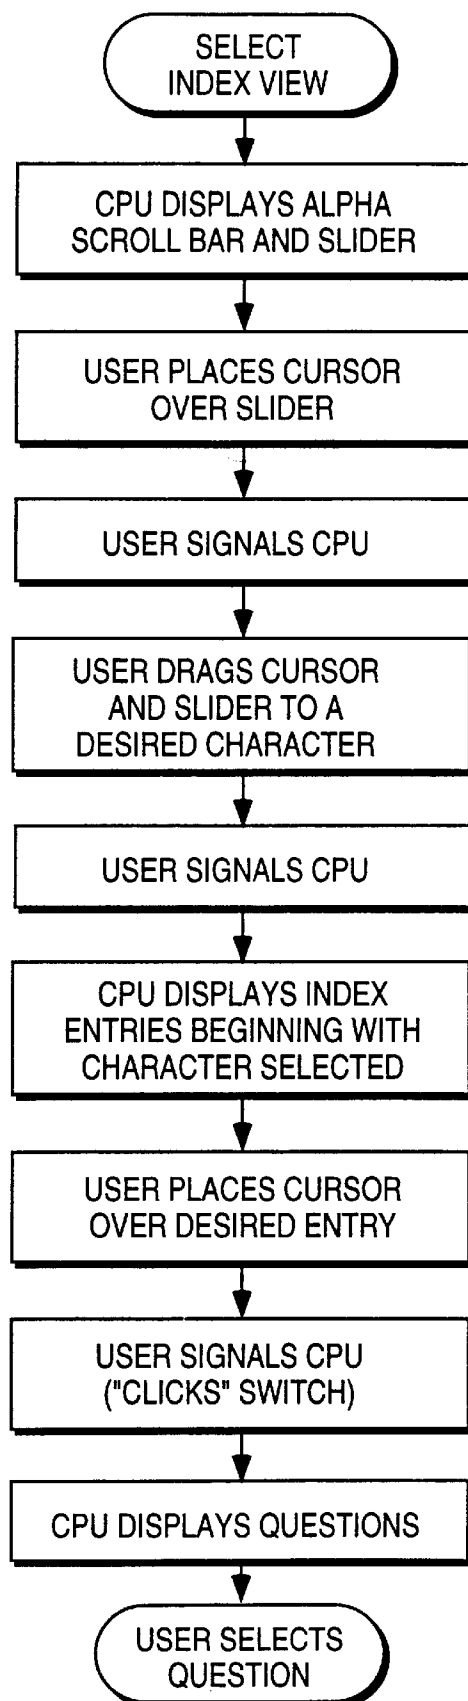 SELECT
INDEX VIEW
CPU DISPLAYS ALPHA
SCROLL BAR AND SLIDER
USER PLACES CURSOR
OVER SLIDER
USER SIGNALS CPU
USER DRAGS CURSOR
AND SLIDER TO A
DESIRED CHARACTER
USER SIGNALS CPU
CPU DISPLAYS INDEX
ENTRIES BEGINNING WITH
CHARACTER SELECTED
USER PLACES CURSOR
OVER DESIRED ENTRY
USER SIGNALS CPU
("CLICKS" SWITCH)
CPU DISPLAYS QUESTIONS
USER SELECTS
QUESTION